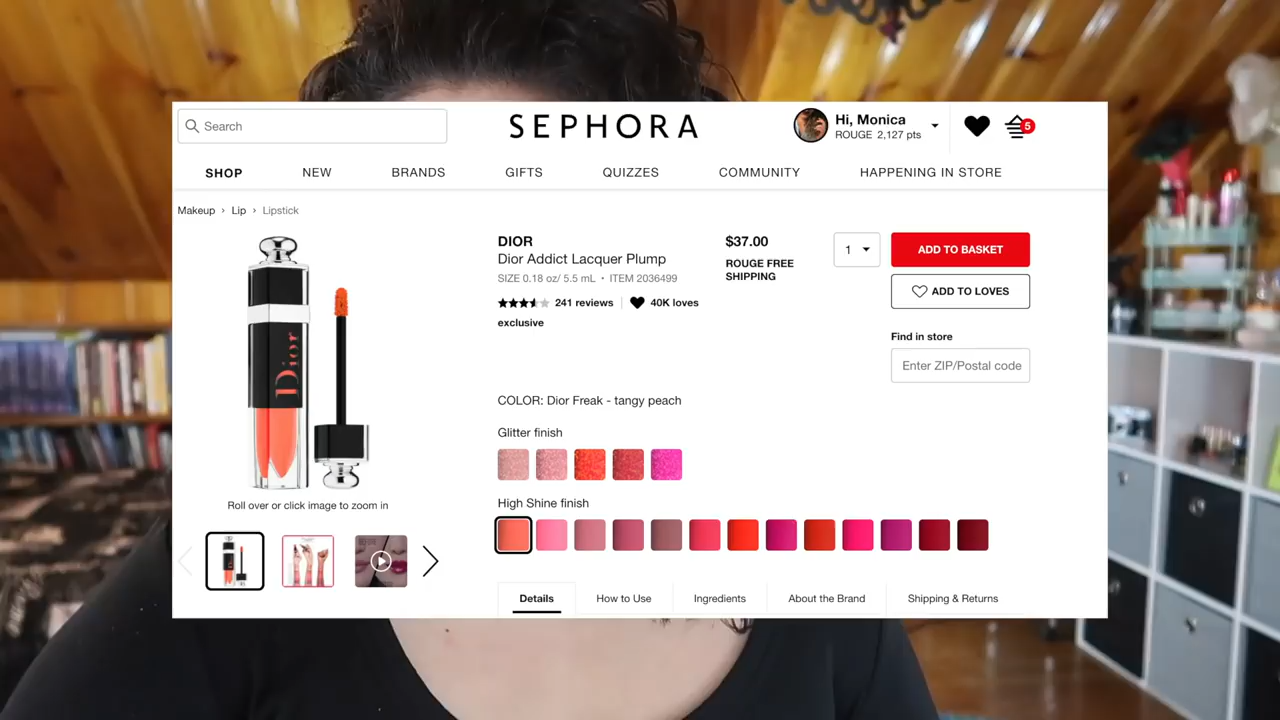 Search
SEPHORA
Hi, Monica
ROUGE 2,127 pts
5
SHOP NEW BRANDS GIFTS QUIZZES COMMUNITY HAPPENING IN STORE
Makeup › Lip › Lipstick
Dior
Roll over or click image to zoom in
DIOR
Dior Addict Lacquer Plump
SIZE 0.18 oz/ 5.5 mL • ITEM 2036499
241 reviews
40K loves
exclusive
$37.00
ROUGE FREE
SHIPPING
1
ADD TO BASKET
ADD TO LOVES
Find in store
Enter ZIP/Postal code
COLOR: Dior Freak - tangy peach
Glitter finish
High Shine finish
Details How to Use Ingredients About the Brand Shipping & Returns